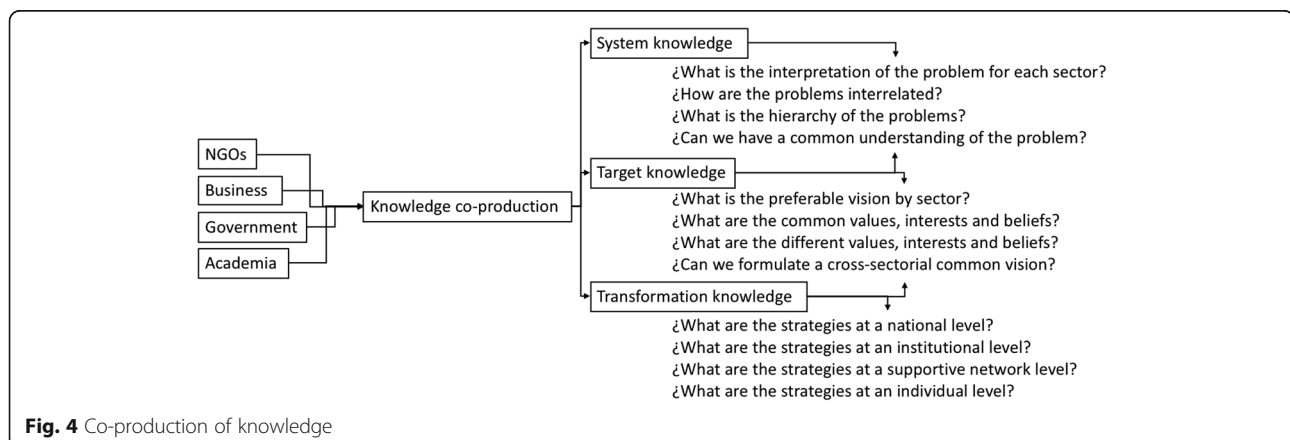 NGOs
Business
Government
Academia
Knowledge co-production
System knowledge
¿What is the interpretation of the problem for each sector?
¿How are the problems interrelated?
¿What is the hierarchy of the problems?
¿Can we have a common understanding of the problem?
Target knowledge
¿What is the preferable vision by sector?
¿What are the common values, interests and beliefs?
¿What are the different values, interests and beliefs?
¿Can we formulate a cross-sectorial common vision?
Transformation knowledge
¿What are the strategies at a national level?
¿What are the strategies at an institutional level?
¿What are the strategies at a supportive network level?
¿What are the strategies at an individual level?
Fig. 4 Co-production of knowledge